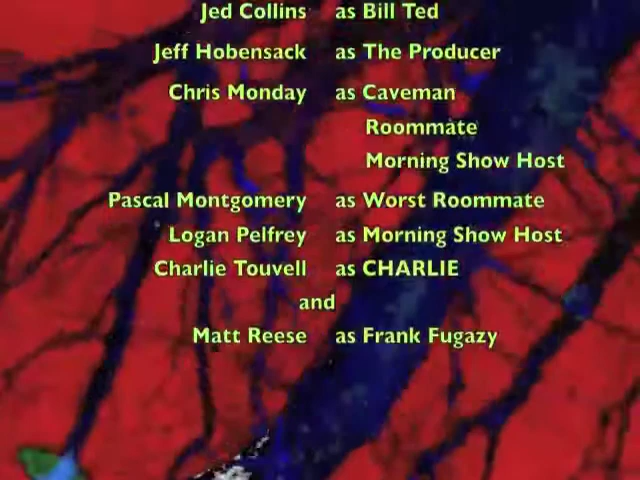 Jed Collins as Bill Ted
Jeff Hobensack as The Producer
Chris Monday as Caveman
Roommate
Morning Show Host
Pascal Montgomery as Worst Roommate
Logan Pelfrey as Morning Show Host
Charlie Touvell as CHARLIE
and
Matt Reese as Frank Fugazy